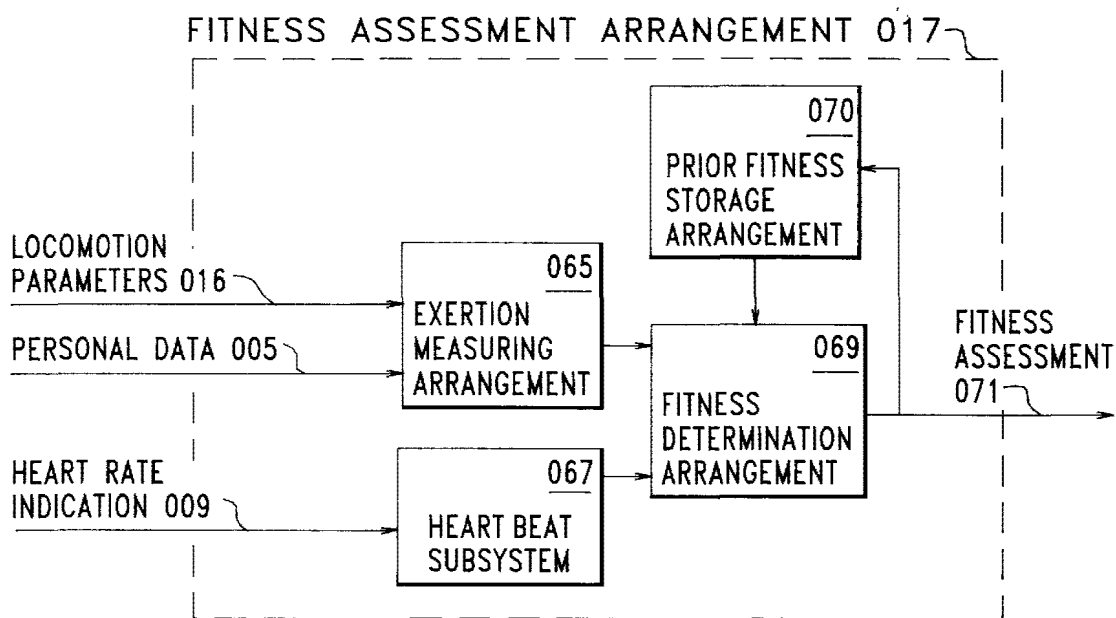 FITNESS ASSESSMENT ARRANGEMENT 017
070
PRIOR FITNESS
STORAGE
ARRANGEMENT
LOCOMOTION
PARAMETERS 016
065
EXERTION
MEASURING
ARRANGEMENT
PERSONAL DATA 005
069
FITNESS
DETERMINATION
ARRANGEMENT
FITNESS
ASSESSMENT
071
HEART RATE
INDICATION 009
067
HEART BEAT
SUBSYSTEM